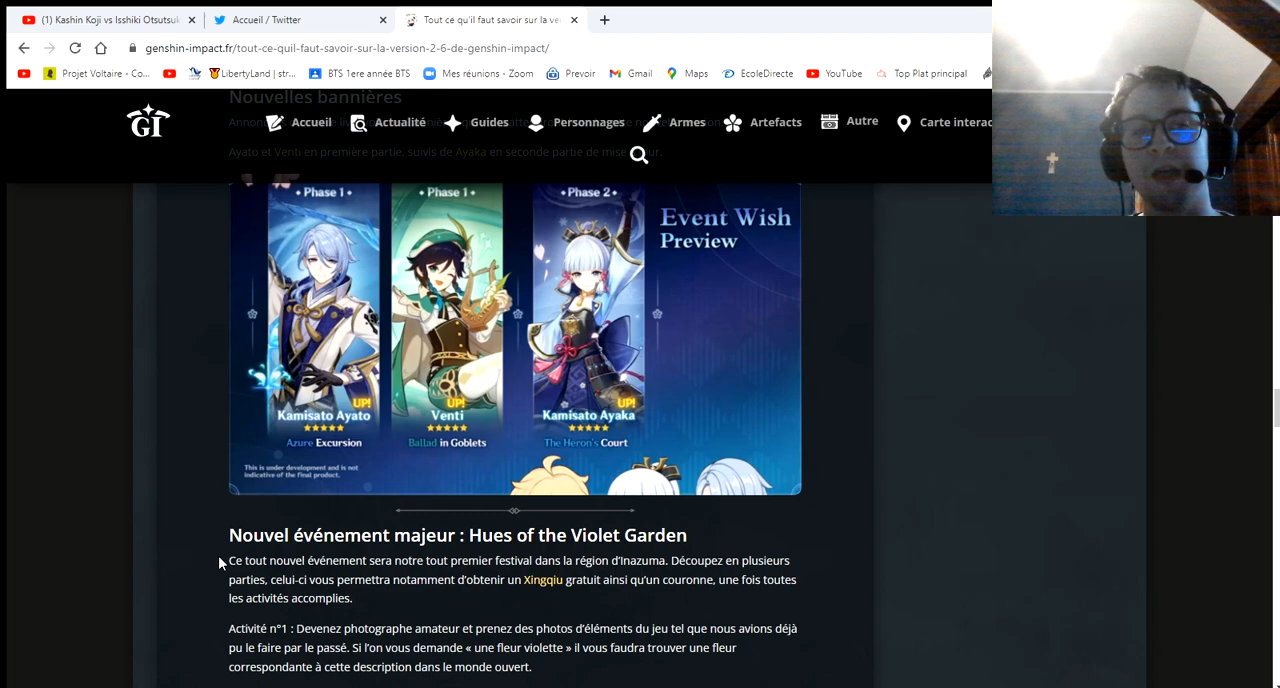 (1) Kashin Koji vs Isshiki Otsutsuk
Accueil / Twitter
Tout ce qu'il faut savoir sur la ve
genshin-impact.fr/tout-ce-quil-faut-savoir-sur-la-version-2-6-de-genshin-impact/
Projet Voltaire - Co...
LibertyLand | str...
BTS 1ere année BTS
Mes réunions - Zoom
Prevoir
Gmail
Maps
EcoleDirecte
YouTube
Top Plat principal
Nouvelles bannières
GI
Accueil
Actualité
Guides
Personnages
Armes
Artefacts
Autre
Carte interac
Ayato et Venti en première partie, suivis de Ayaka en seconde partie de mise
• Phase 1 •
• Phase 1 •
• Phase 2 •
Event Wish
Preview
UP!
Kamisato Ayato
Azure Excursion
UP!
Venti
Ballad in Goblets
UP!
Kamisato Ayaka
The Heron's Court
This is under development and is not
indicative of the final product.
Nouvel événement majeur : Hues of the Violet Garden
Ce tout nouvel événement sera notre tout premier festival dans la région d'Inazuma. Découpez en plusieurs
parties, celui-ci vous permettra notamment d'obtenir un Xingqiu gratuit ainsi qu'un couronne, une fois toutes
les activités accomplies.
Activité n°1 : Devenez photographe amateur et prenez des photos d'éléments du jeu tel que nous avions déjà
pu le faire par le passé. Si l'on vous demande « une fleur violette » il vous faudra trouver une fleur
correspondante à cette description dans le monde ouvert.